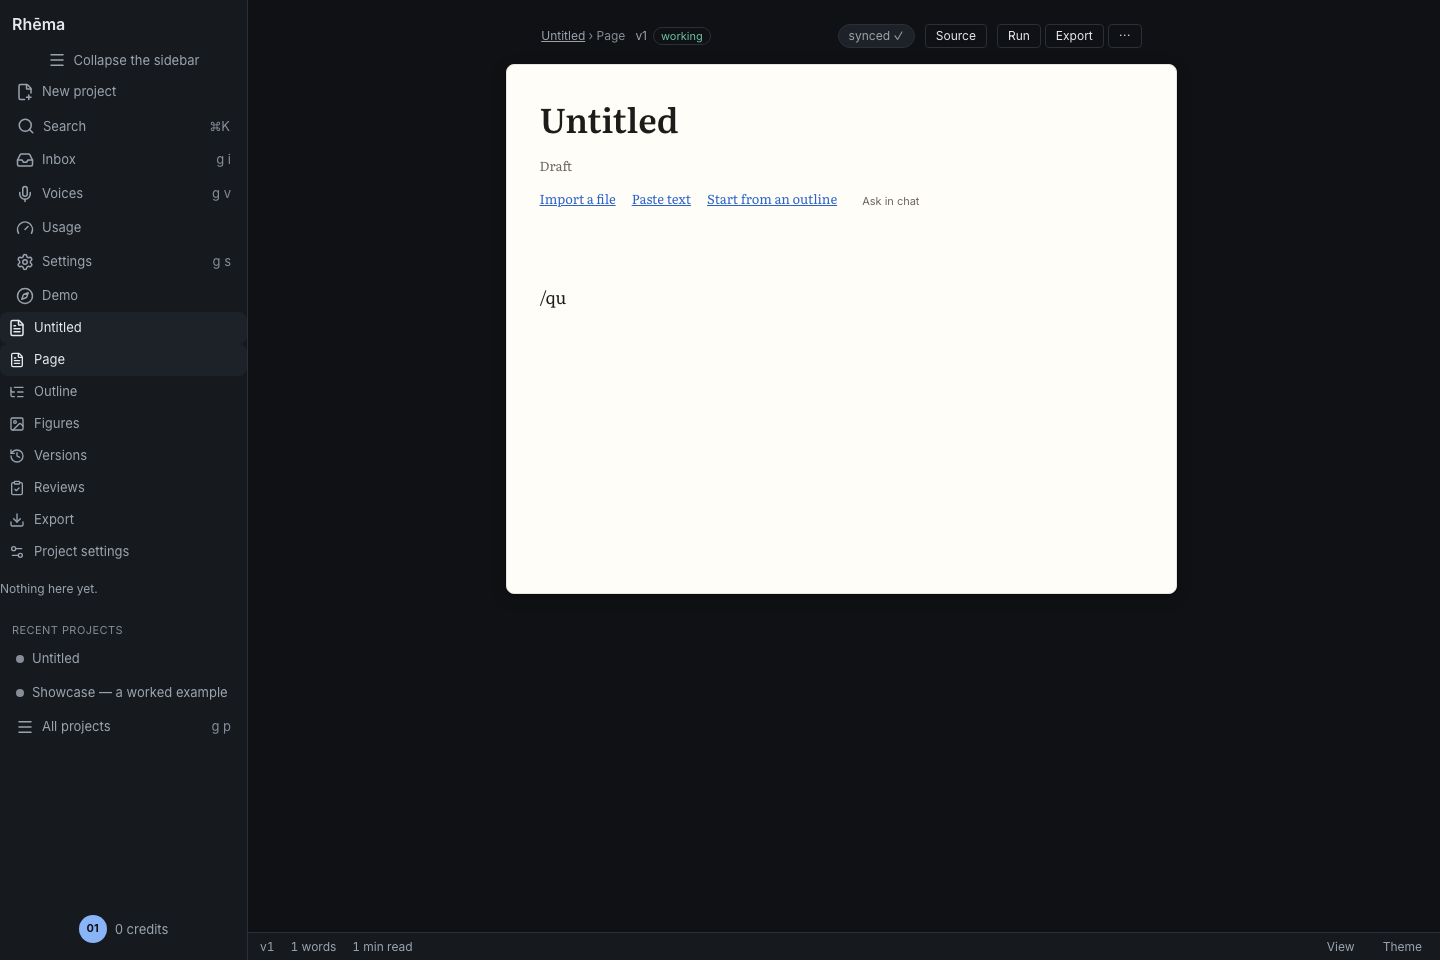 Rhēma
Collapse the sidebar
New project
Search ⌘K
Inbox g i
Voices g v
Usage
Settings g s
Demo
Untitled
Page
Outline
Figures
Versions
Reviews
Export
Project settings
Nothing here yet.
RECENT PROJECTS
Untitled
Showcase — a worked example
All projects g p
01 0 credits
Untitled › Page v1 working synced ✓ Source Run Export ···
Untitled
Draft
Import a file Paste text Start from an outline Ask in chat
/qu
v1 1 words 1 min read View Theme